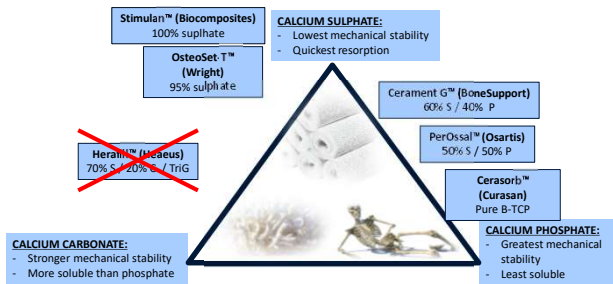 Stimulan™ (Biocomposites)
100% suplhate
OsteoSet-T™
(Wright)
95% sulphate
CALCIUM SULPHATE:
- Lowest mechanical stability
- Quickest resorption
Cerament G™ (BoneSupport)
60% S / 40% P
PerOssal™ (Osartis)
50% S / 50% P
Cerasorb™
(Curasan)
Pure B-TCP
Herafill™ (Heaeus)
70% S / 20% C / TriG
CALCIUM CARBONATE:
- Stronger mechanical stability
- More soluble than phosphate
CALCIUM PHOSPHATE:
- Greatest mechanical
stability
- Least soluble